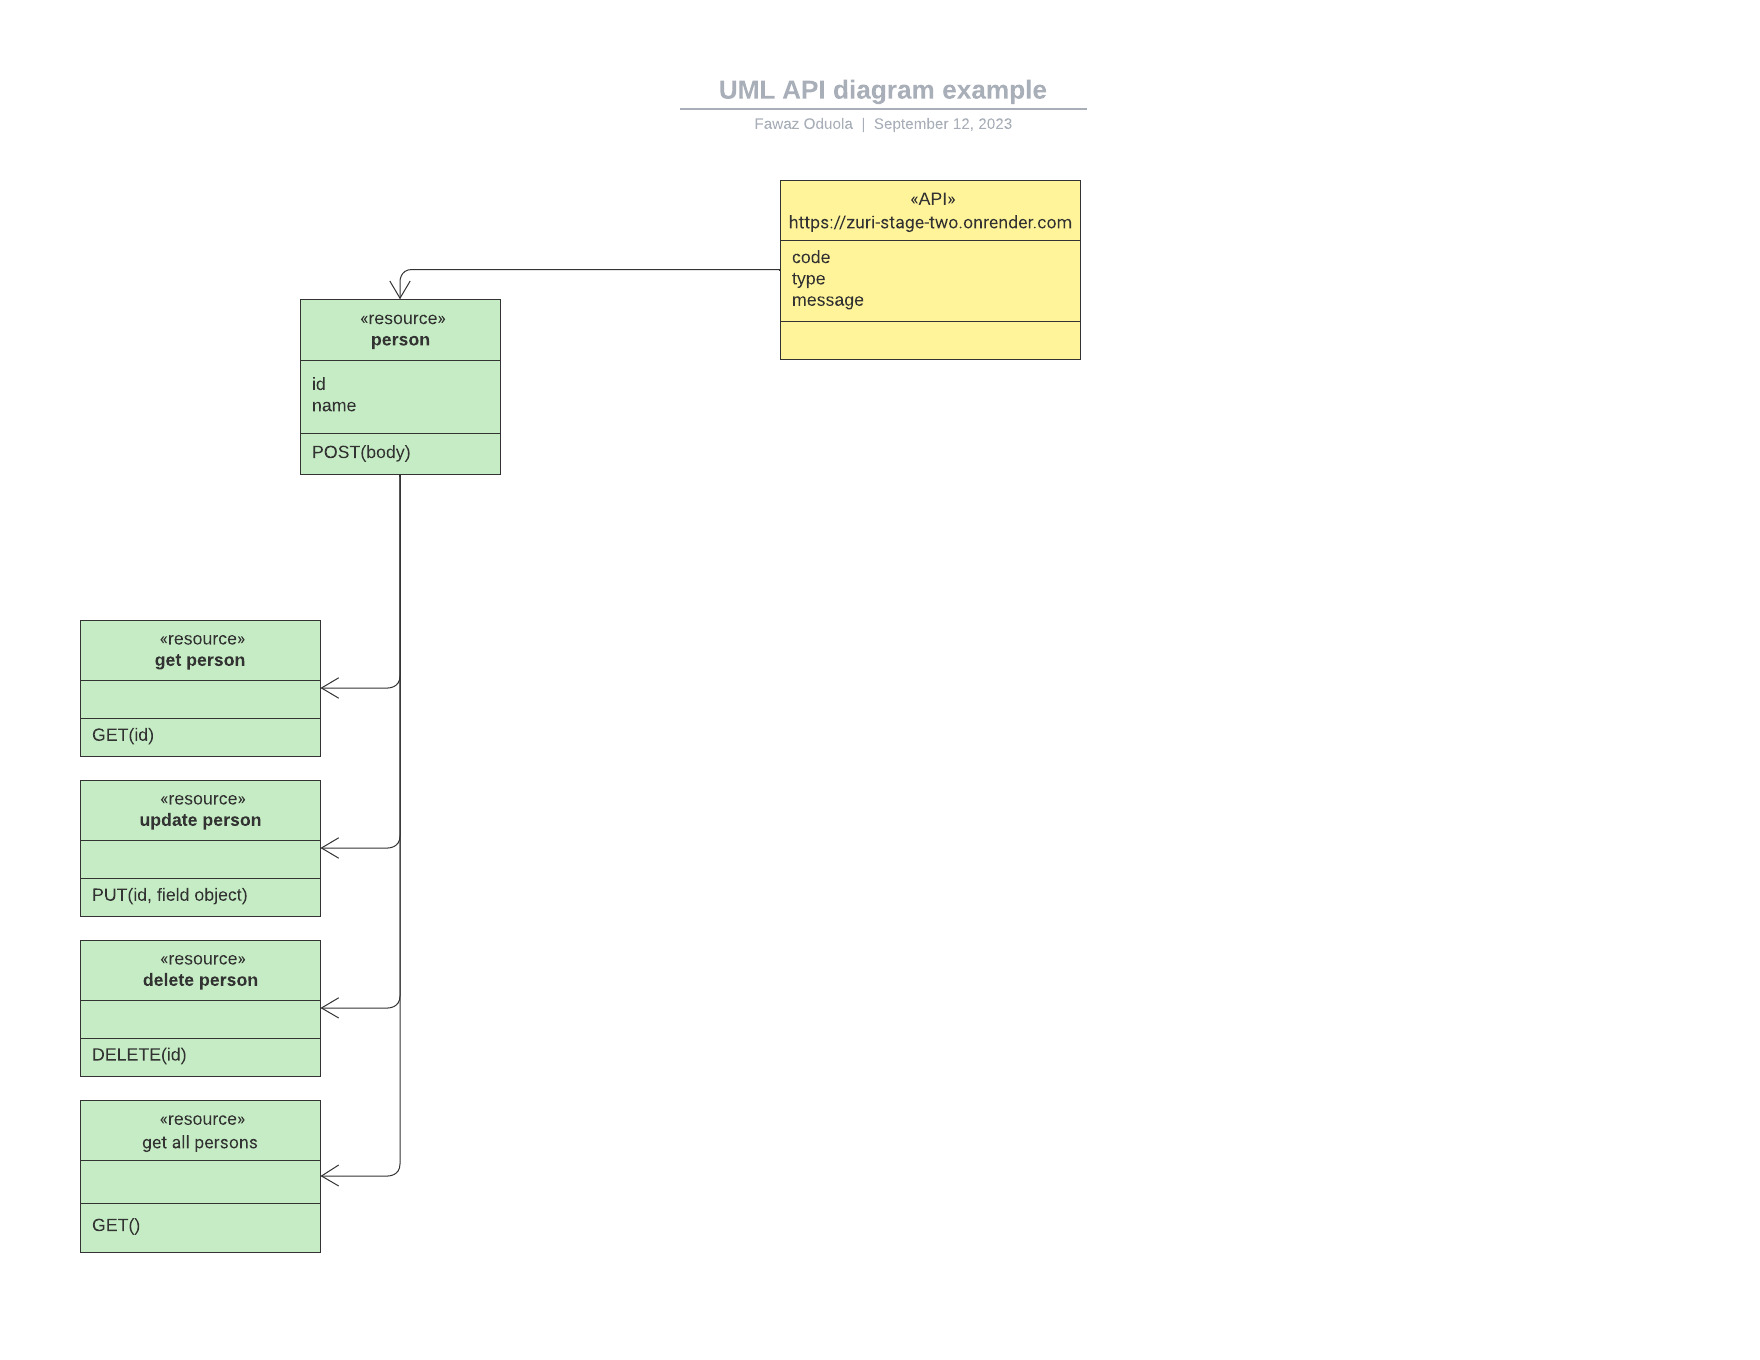 UML API diagram example
Fawaz Oduola | September 12, 2023
«API»
https://zuri-stage-two.onrender.com
code
type
message
«resource»
person
id
name
POST(body)
«resource»
get person
GET(id)
«resource»
update person
PUT(id, field object)
«resource»
delete person
DELETE(id)
«resource»
get all persons
GET()